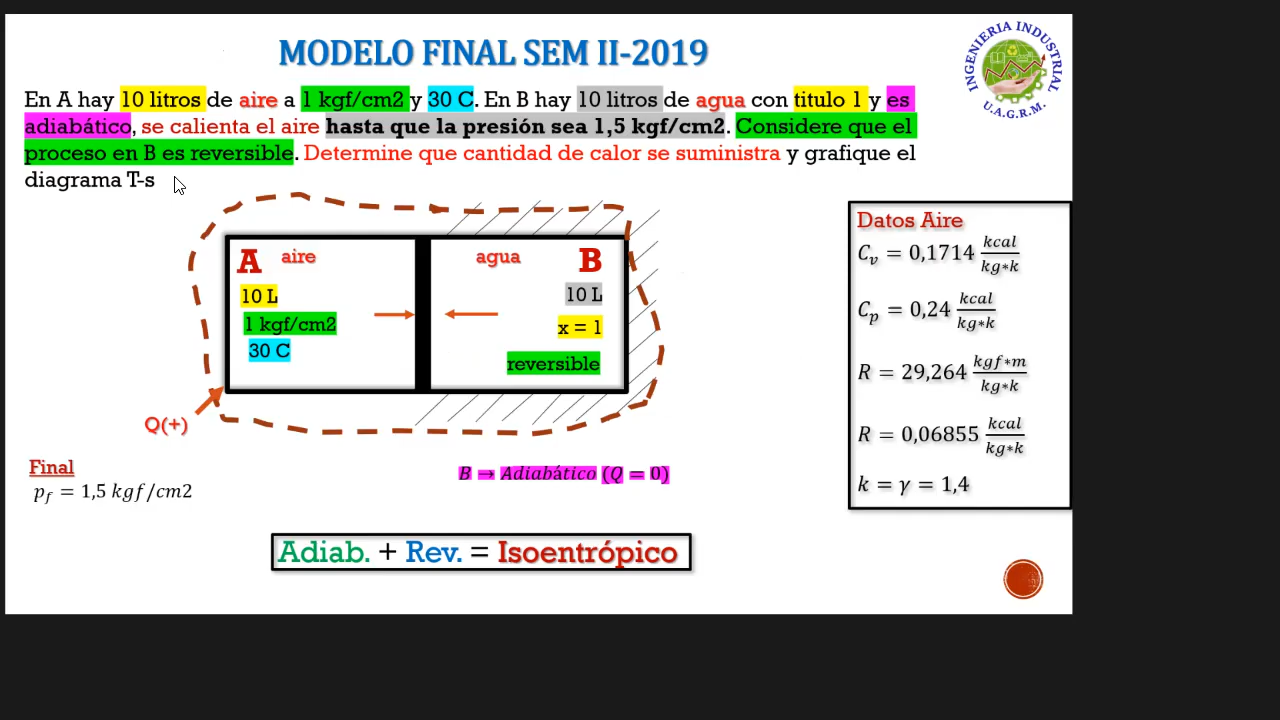 MODELO FINAL SEM II-2019
INGENIERIA INDUSTRIAL
U.A.G.R.M.
En A hay 10 litros de aire a 1 kgf/cm2 y 30 C. En B hay 10 litros de agua con titulo 1 y es
adiabático, se calienta el aire hasta que la presión sea 1,5 kgf/cm2. Considere que el
proceso en B es reversible. Determine que cantidad de calor se suministra y grafique el
diagrama T-s
A aire
10 L
1 kgf/cm2
30 C
agua B
10 L
x = 1
reversible
Q(+)
Final
p_f = 1,5 kgf/cm2
B → Adiabático (Q = 0)
Adiab. + Rev. = Isoentrópico
Datos Aire
C_v = 0,1714 kcal/kg*k
C_p = 0,24 kcal/kg*k
R = 29,264 kgf*m/kg*k
R = 0,06855 kcal/kg*k
k = γ = 1,4